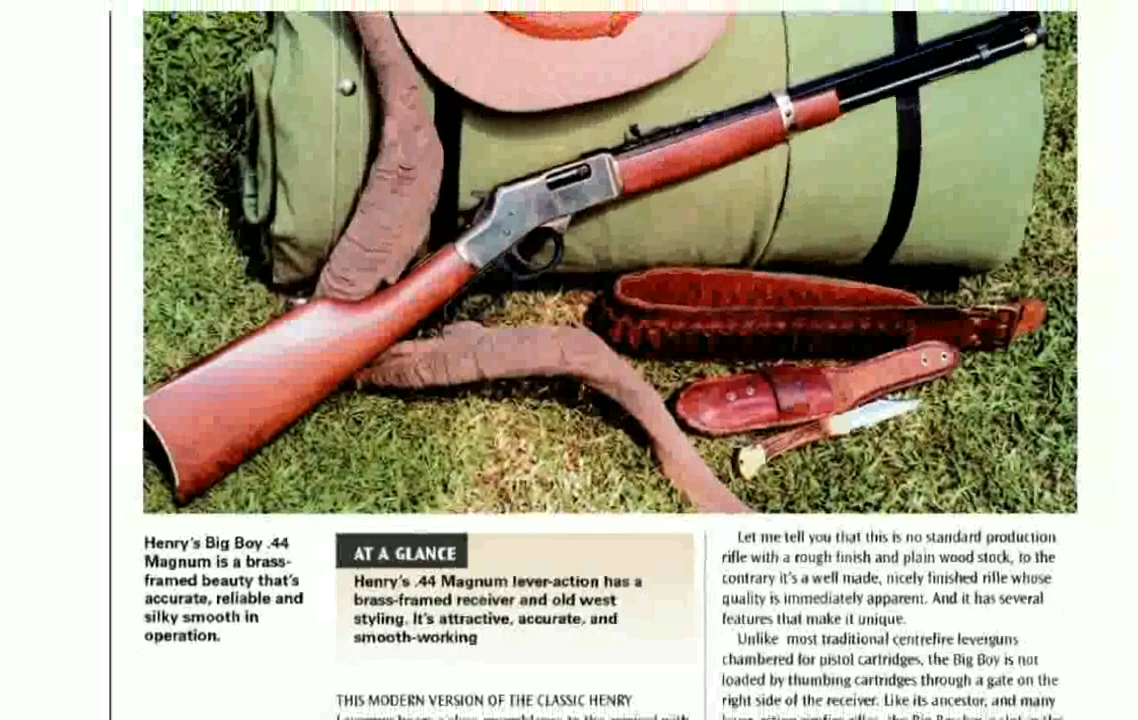 Henry's Big Boy .44
Magnum is a brass-
framed beauty that's
accurate, reliable and
silky smooth in
operation.
AT A GLANCE
Henry's .44 Magnum lever-action has a
brass-framed receiver and old west
styling. It's attractive, accurate, and
smooth-working
THIS MODERN VERSION OF THE CLASSIC HENRY
Let me tell you that this is no standard production
rifle with a rough finish and plain wood stock, to the
contrary it's a well made, nicely finished rifle whose
quality is immediately apparent. And it has several
features that make it unique.
Unlike most traditional centrefire leverguns
chambered for pistol cartridges, the Big Boy is not
loaded by thumbing cartridges through a gate on the
right side of the receiver. Like its ancestor, and many